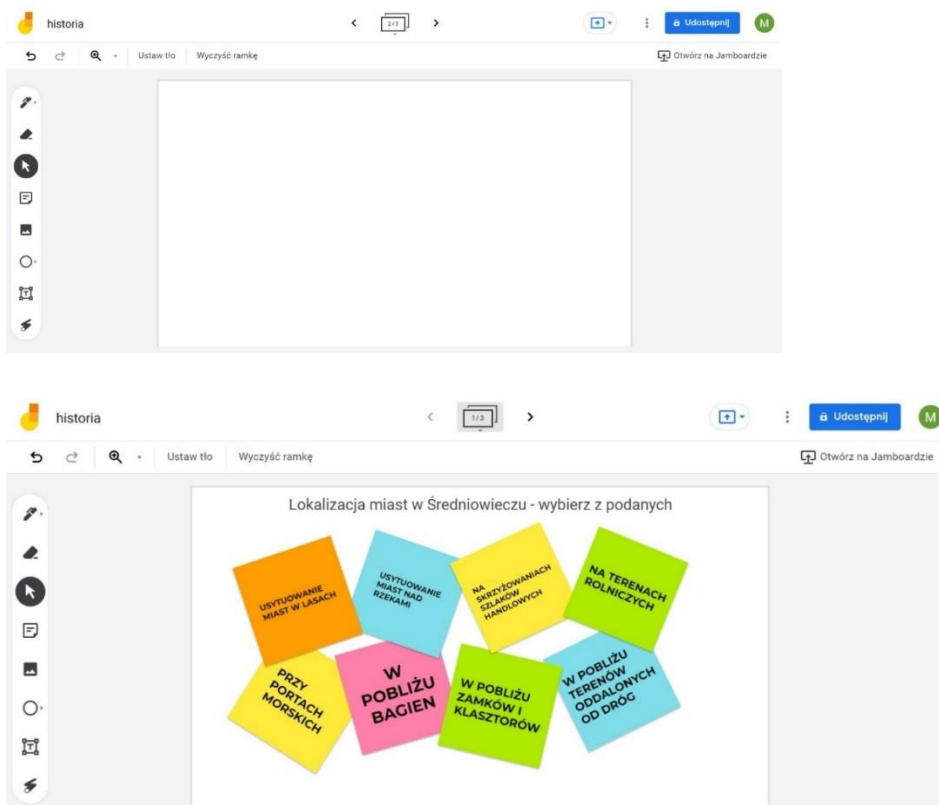 historia
2/3
Udostępnij
M
Ustaw tło
Wyczyść ramkę
Otwórz na Jamboardzie
historia
1/3
Udostępnij
M
Ustaw tło
Wyczyść ramkę
Otwórz na Jamboardzie
Lokalizacja miast w Średniowieczu - wybierz z podanych
USYTUOWANIE
MIAST W LASACH
USYTUOWANIE
MIAST NAD
RZEKAMI
NA
SKRZYŻOWANIACH
SZLAKÓW
HANDLOWYCH
NA TERENACH
ROLNICZYCH
PRZY
PORTACH
MORSKICH
W
POBLIŻU
BAGIEN
W POBLIŻU
ZAMKÓW I
KLASZTORÓW
W POBLIŻU
TERENÓW
ODDALONYCH
OD DRÓG